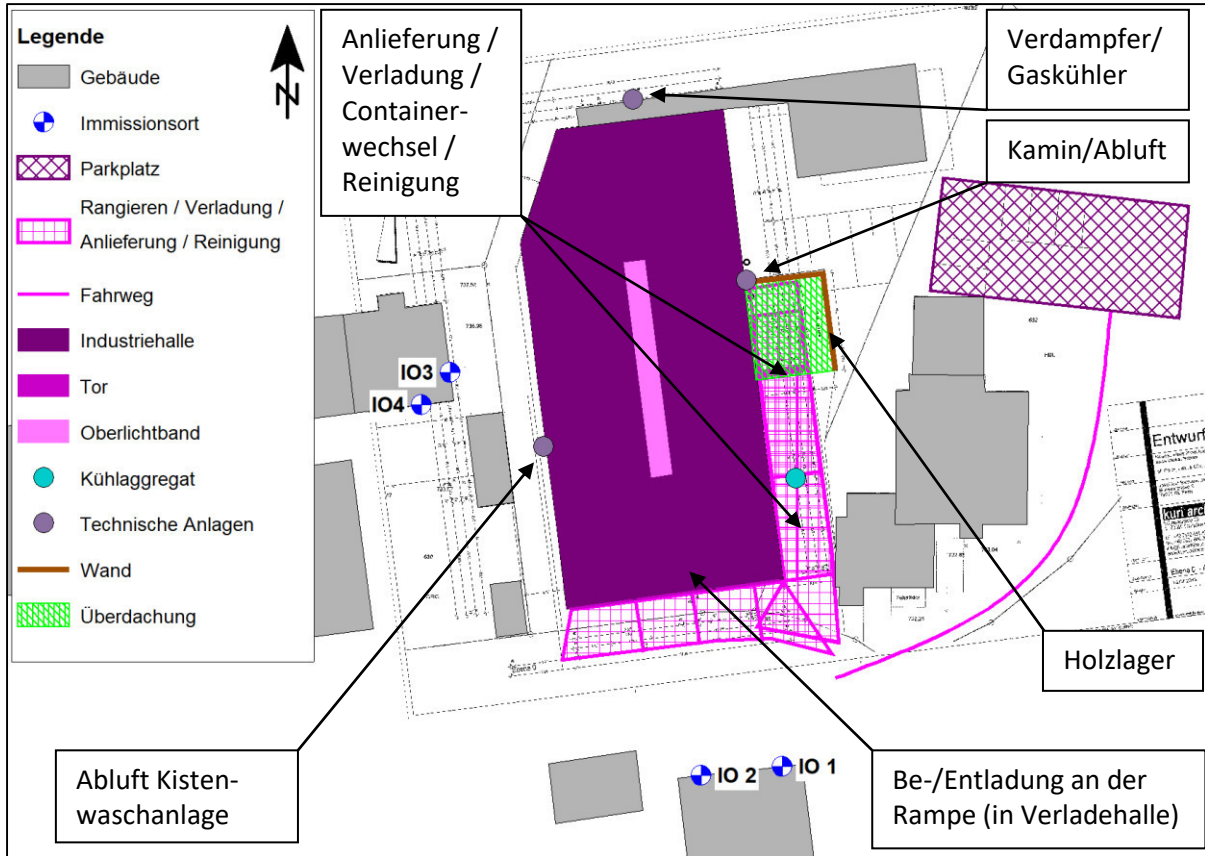 Legende
N
Gebäude
Immissionsort
Parkplatz
Rangieren / Verladung /
Anlieferung / Reinigung
Fahrweg
Industriehalle
Tor
Oberlichtband
Kühlaggregat
Technische Anlagen
Wand
Überdachung
Anlieferung /
Verladung /
Container-
wechsel /
Reinigung
Verdampfer/
Gaskühler
Kamin/Abluft
IO3
IO4
Entwurf
kuri arc
Holzlager
Abluft Kisten-
waschanlage
IO 2
IO 1
Be-/Entladung an der
Rampe (in Verladehalle)